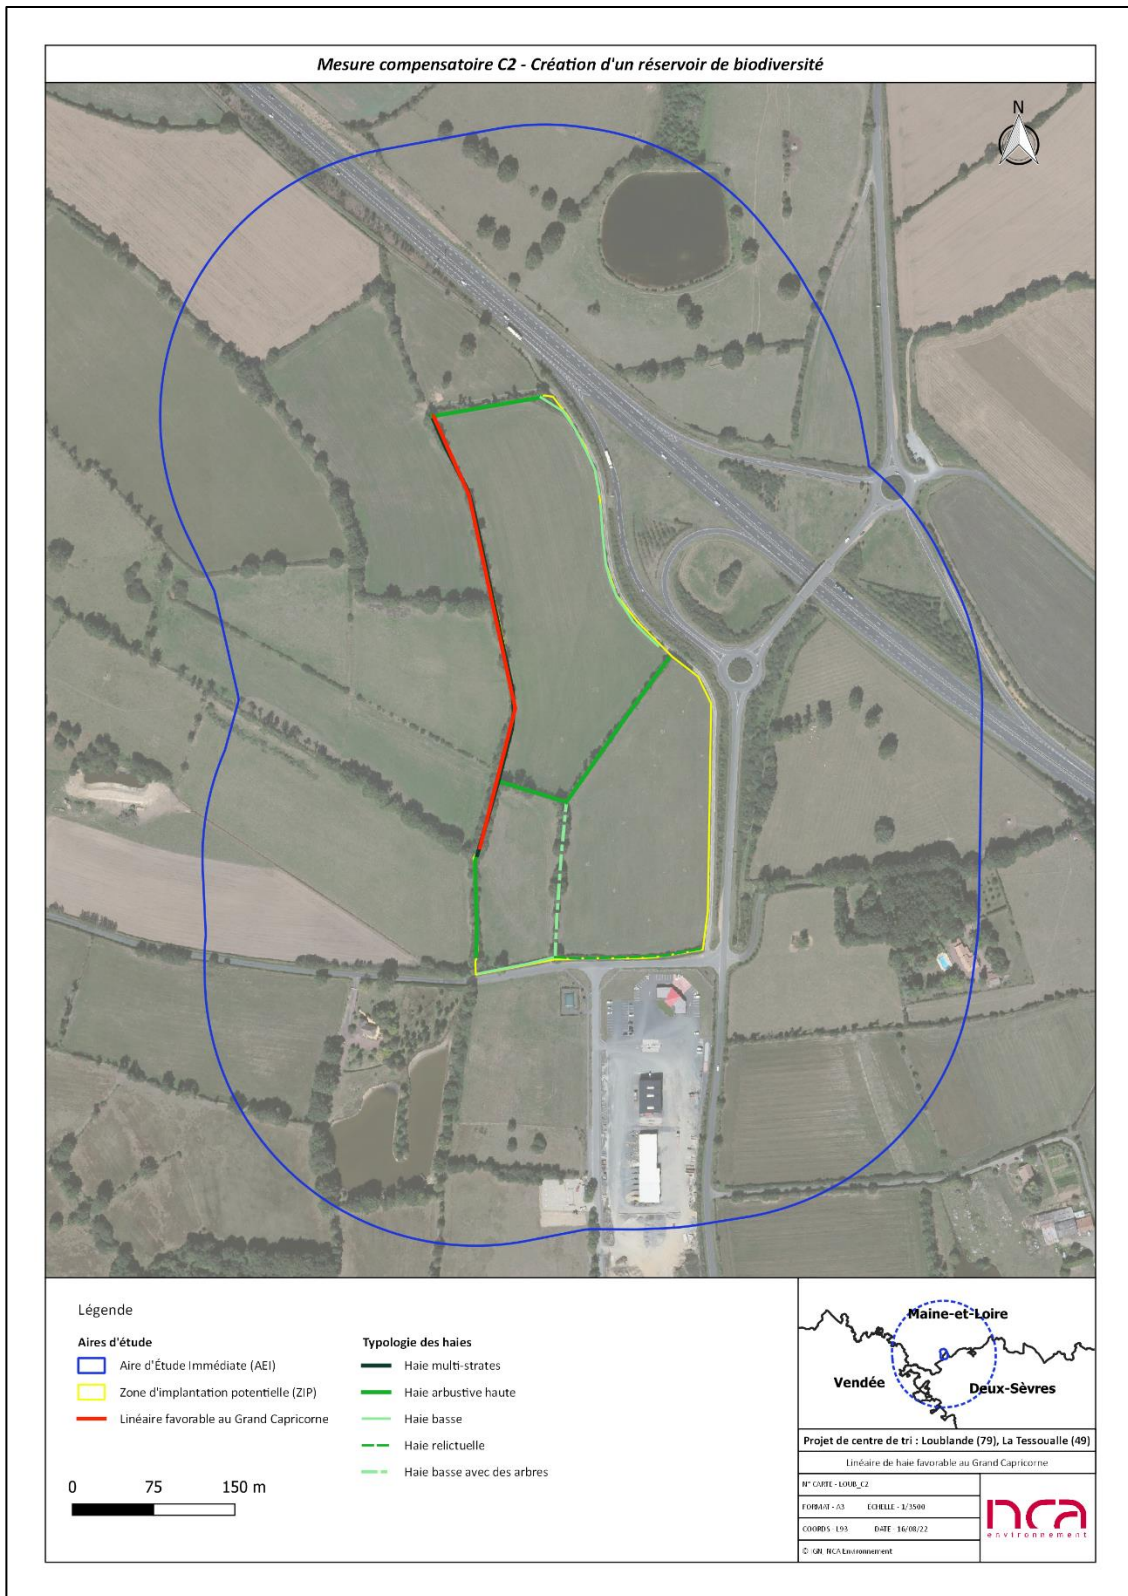 Mesure compensatoire C2 - Création d'un réservoir de biodiversité
N
Légende
Aires d'étude
Aire d'Étude Immédiate (AEI)
Zone d'implantation potentielle (ZIP)
Linéaire favorable au Grand Capricorne
0 75 150 m
Typologie des haies
Haie multi-strates
Haie arbustive haute
Haie basse
Haie relictuelle
Haie basse avec des arbres
Maine-et-Loire
Vendée
Deux-Sèvres
Projet de centre de tri : Loublande (79), La Tessoualle (49)
Linéaire de haie favorable au Grand Capricorne
N° CARTE - LOUB_C2
FORMAT - A3 ECHELLE - 1/3500
COORDS - L93 DATE - 16/08/22
© IGN, NCA Environnement
nca
environnement